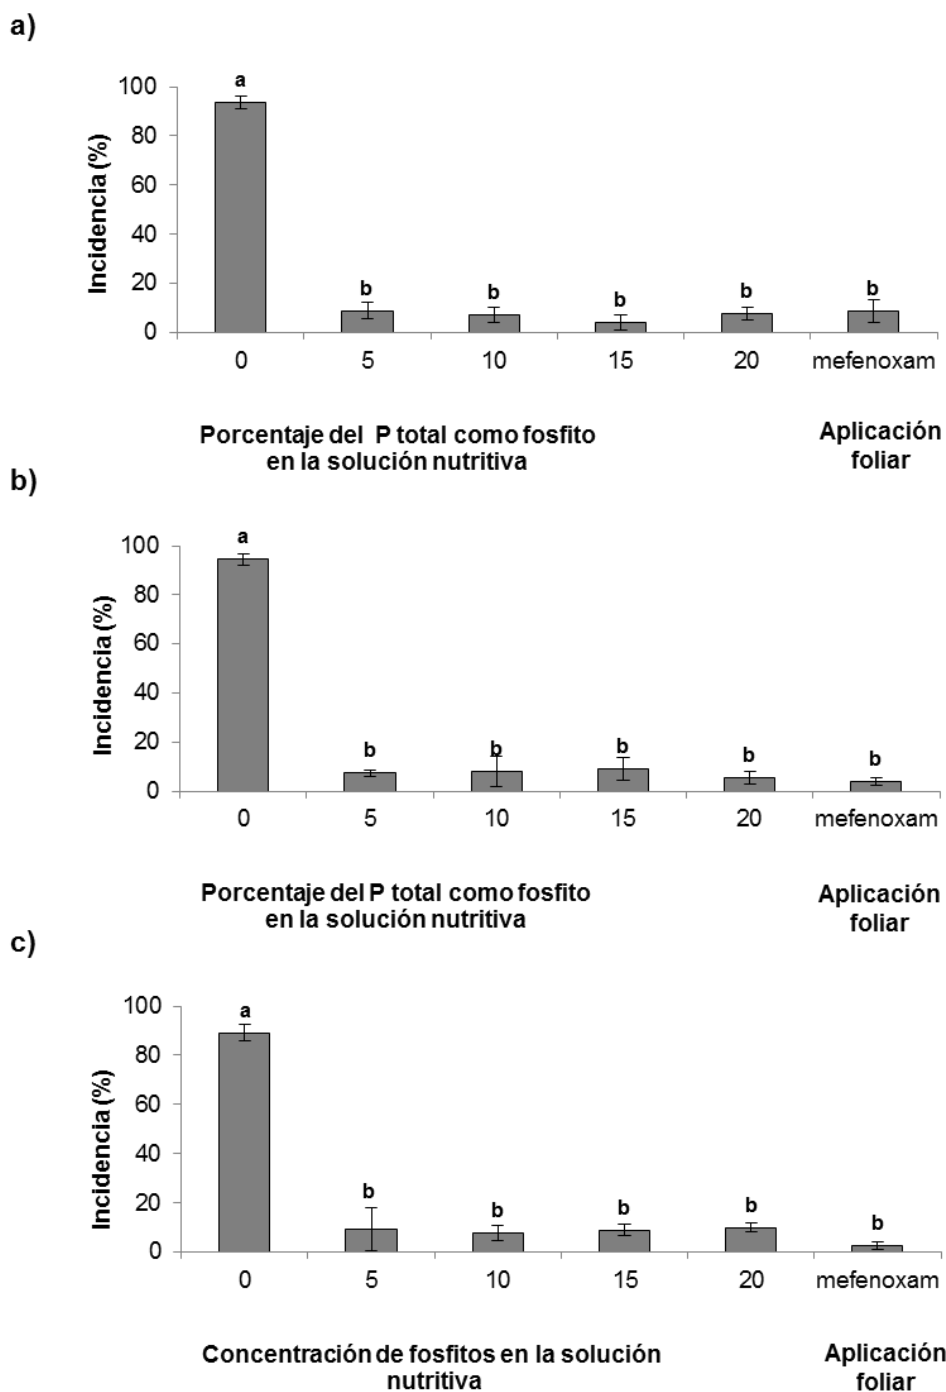 a)
a
100
80
60
40
20
0
Incidencia (%)
b b b b b
0 5 10 15 20 mefenoxam
Porcentaje del P total como fosfito
en la solución nutritiva
Aplicación
foliar
b)
a
100
80
60
40
20
0
Incidencia (%)
b b b b b
0 5 10 15 20 mefenoxam
Porcentaje del P total como fosfito
en la solución nutritiva
Aplicación
foliar
c)
a
100
80
60
40
20
0
Incidencia (%)
b b b b b
0 5 10 15 20 mefenoxam
Concentración de fosfitos en la solución
nutritiva
Aplicación
foliar